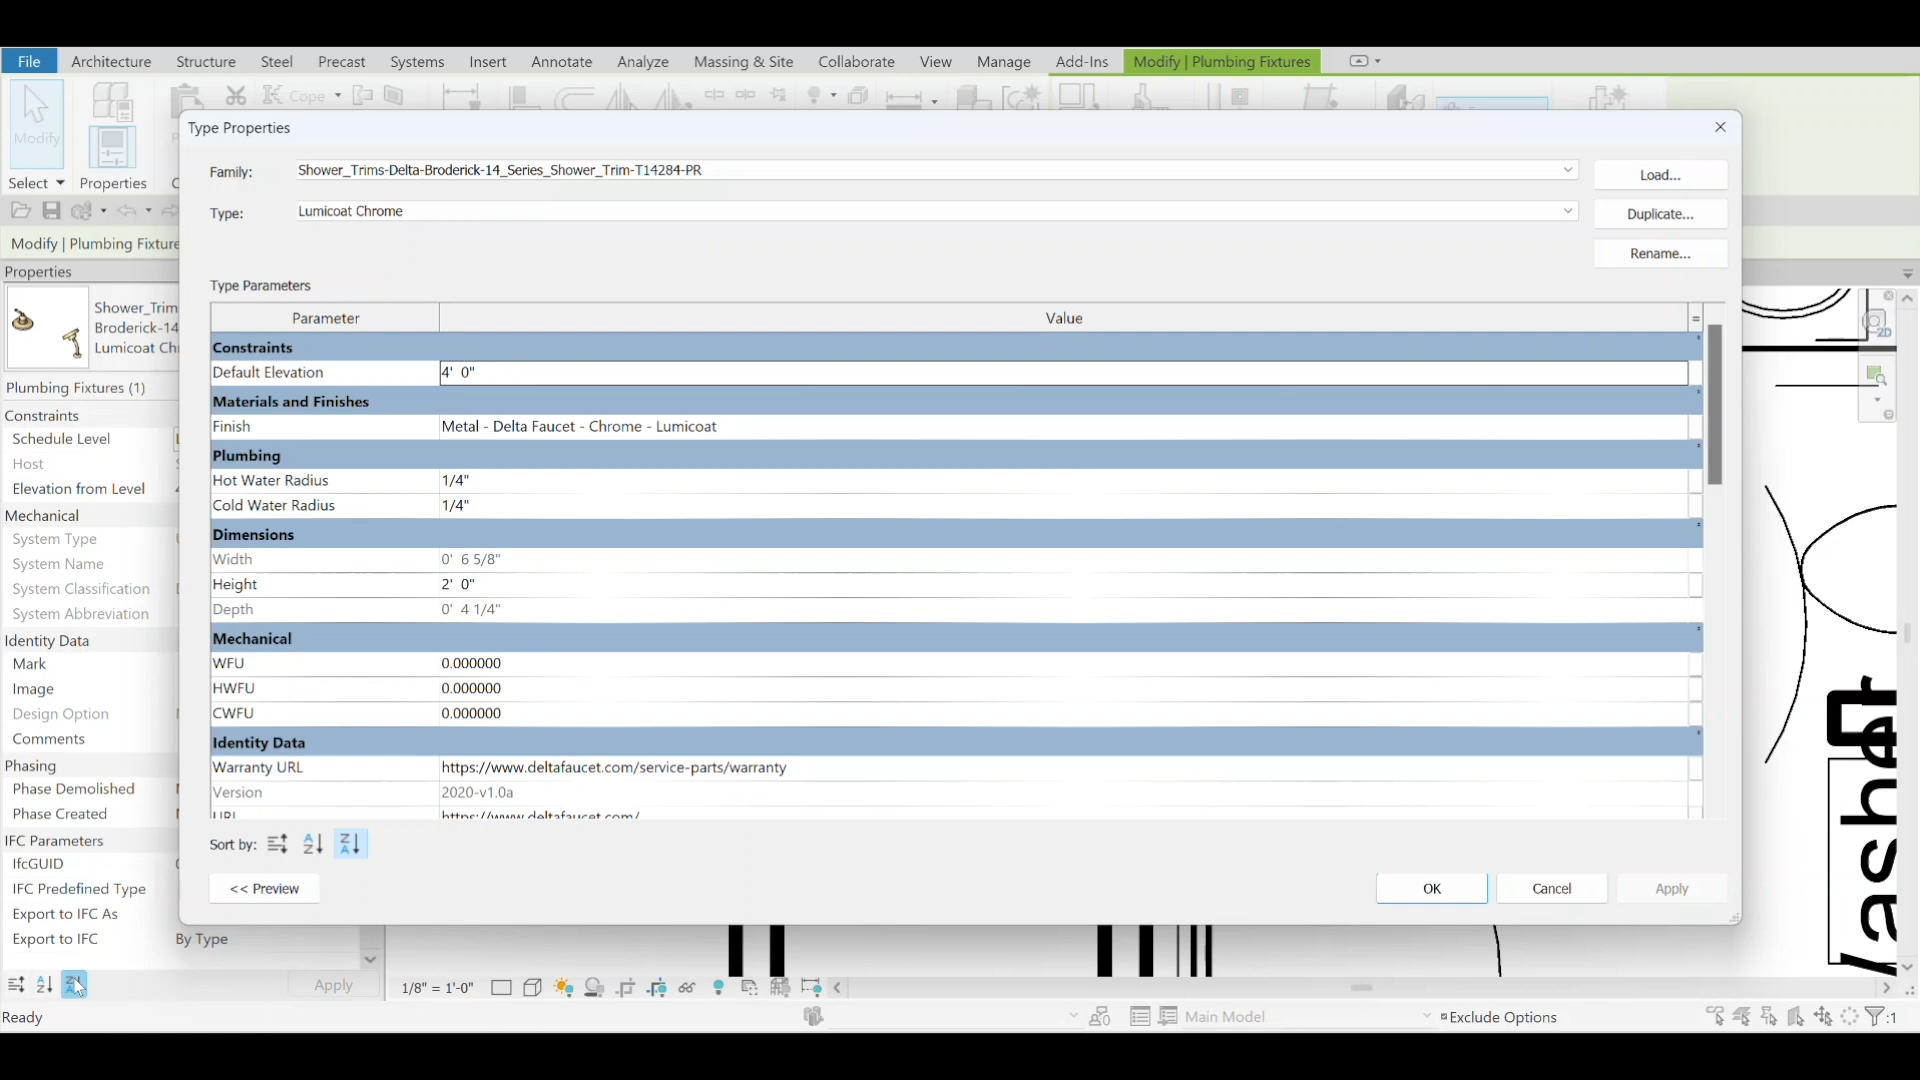 File Architecture Structure Steel Precast Systems Insert Annotate Analyze Massing & Site Collaborate View Manage Add-Ins Modify | Plumbing Fixtures
Cope
Modify
Select Properties
Modify | Plumbing Fixture
Properties
Shower_Trim
Broderick-14
Lumicoat Ch
Plumbing Fixtures (1)
Constraints
Schedule Level
Host
Elevation from Level
Mechanical
System Type
System Name
System Classification
System Abbreviation
Identity Data
Mark
Image
Design Option
Comments
Phasing
Phase Demolished
Phase Created
IFC Parameters
IfcGUID
IFC Predefined Type
Export to IFC As
Export to IFC By Type
Apply
Type Properties
Family: Shower_Trims-Delta-Broderick-14_Series_Shower_Trim-T14284-PR Load...
Type: Lumicoat Chrome Duplicate...
Rename...
Type Parameters
Parameter Value =
Constraints
Default Elevation 4' 0"
Materials and Finishes
Finish Metal - Delta Faucet - Chrome - Lumicoat
Plumbing
Hot Water Radius 1/4"
Cold Water Radius 1/4"
Dimensions
Width 0' 6 5/8"
Height 2' 0"
Depth 0' 4 1/4"
Mechanical
WFU 0.000000
HWFU 0.000000
CWFU 0.000000
Identity Data
Warranty URL https://www.deltafaucet.com/service-parts/warranty
Version 2020-v1.0a
URL https://www.deltafaucet.com/
Sort by:
<< Preview OK Cancel Apply
2D
asher
1/8" = 1'-0"
Ready Main Model Exclude Options :1